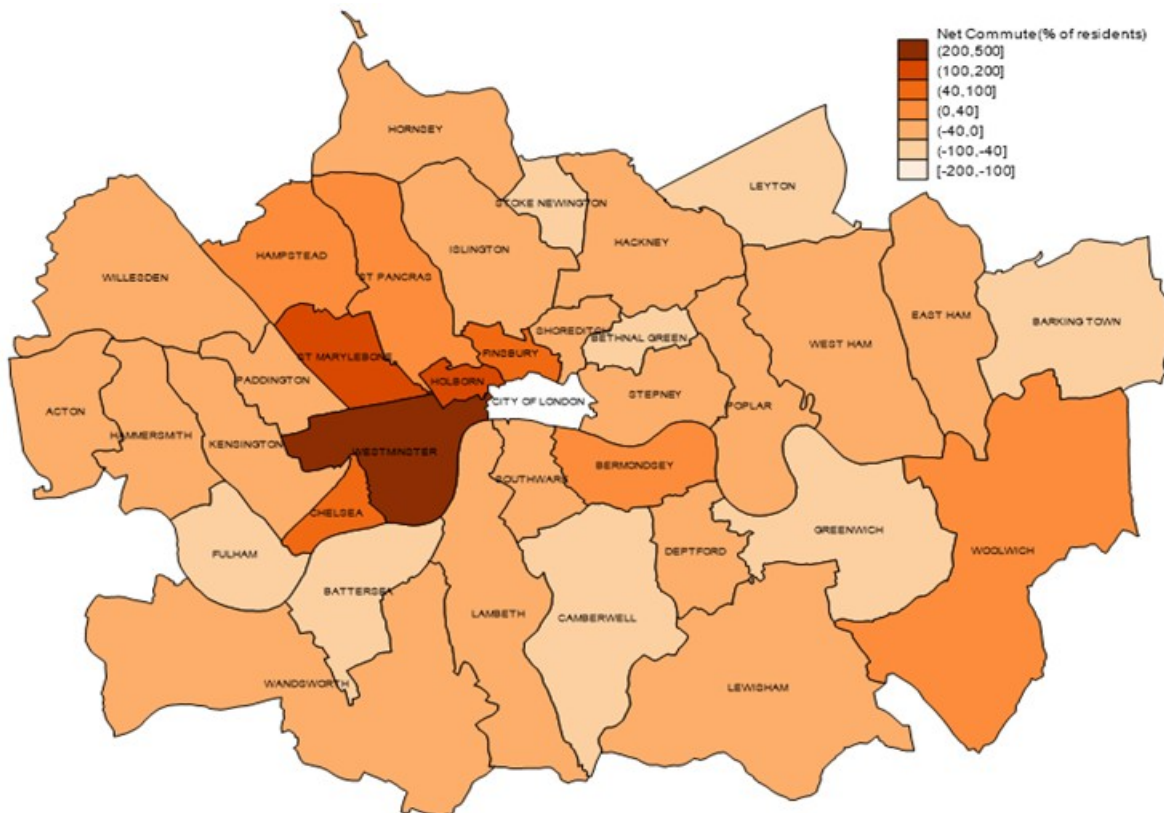 Net Commute(% of residents)
(200,500]
(100,200]
(40,100]
(0,40]
(-40,0]
(-100,-40]
[-200,-100]
HORNSEY
LEYTON
STOKE NEWINGTON
HACKNEY
ISLINGTON
HAMPSTEAD
ST PANCRAS
WILLESDEN
EAST HAM
BARKING TOWN
SHOREDITCH
BETHNAL GREEN
WEST HAM
FINSBURY
ST MARYLEBONE
PADDINGTON
HOLBORN
STEPNEY
CITY OF LONDON
POPLAR
ACTON
HAMMERSMITH
KENSINGTON
WESTMINSTER
BERMONDSEY
SOUTHWARK
CHELSEA
GREENWICH
FULHAM
DEPTFORD
WOOLWICH
BATTERSEA
LAMBETH
CAMBERWELL
WANDSWORTH
LEWISHAM